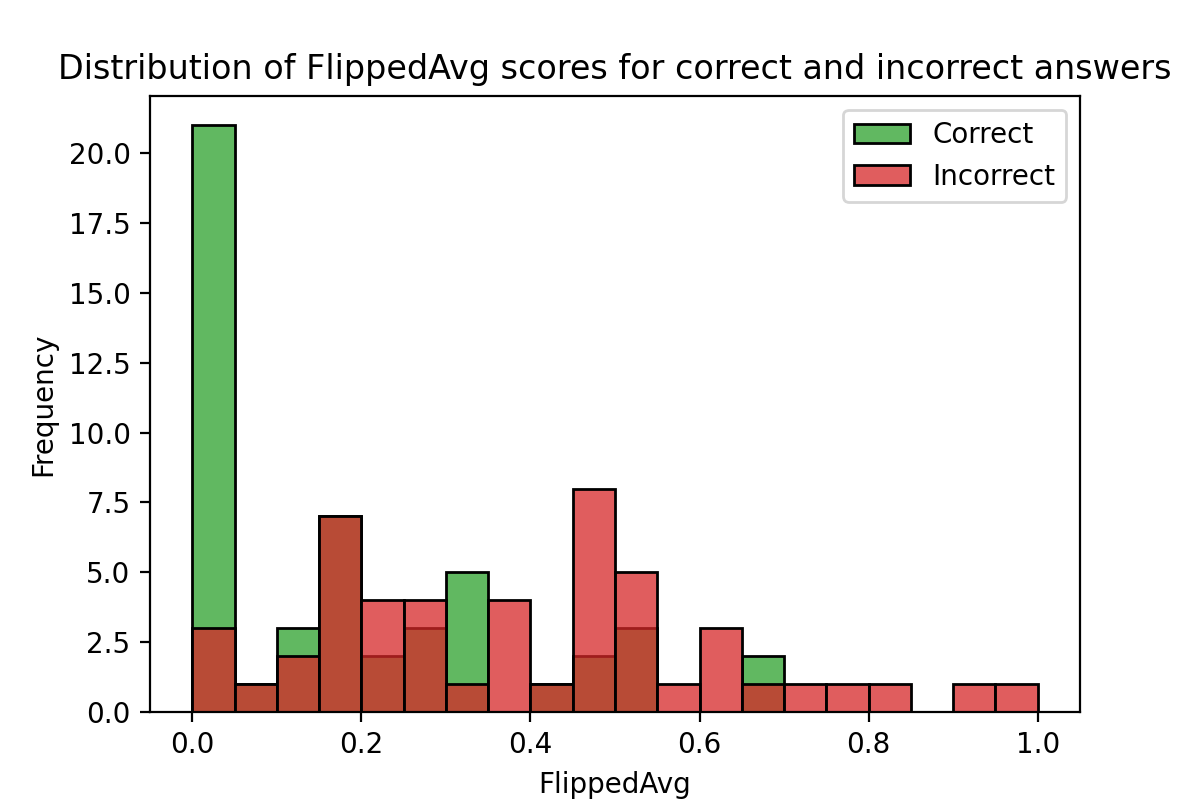 Distribution of FlippedAvg scores for correct and incorrect answers
Correct
Incorrect
20.0
17.5
15.0
12.5
10.0
7.5
5.0
2.5
0.0
Frequency
0.0 0.2 0.4 0.6 0.8 1.0
FlippedAvg